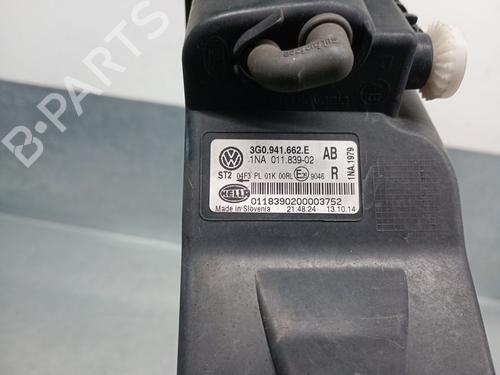 3G0.941.662.E AB
1NA 011.839-02
ST2 04F3 PL 01K 00RL 9046 R
1NA.1979
HELLA
0118390200003752
Made in Slovenia 21:48:24 13.10.14
B-PARTS